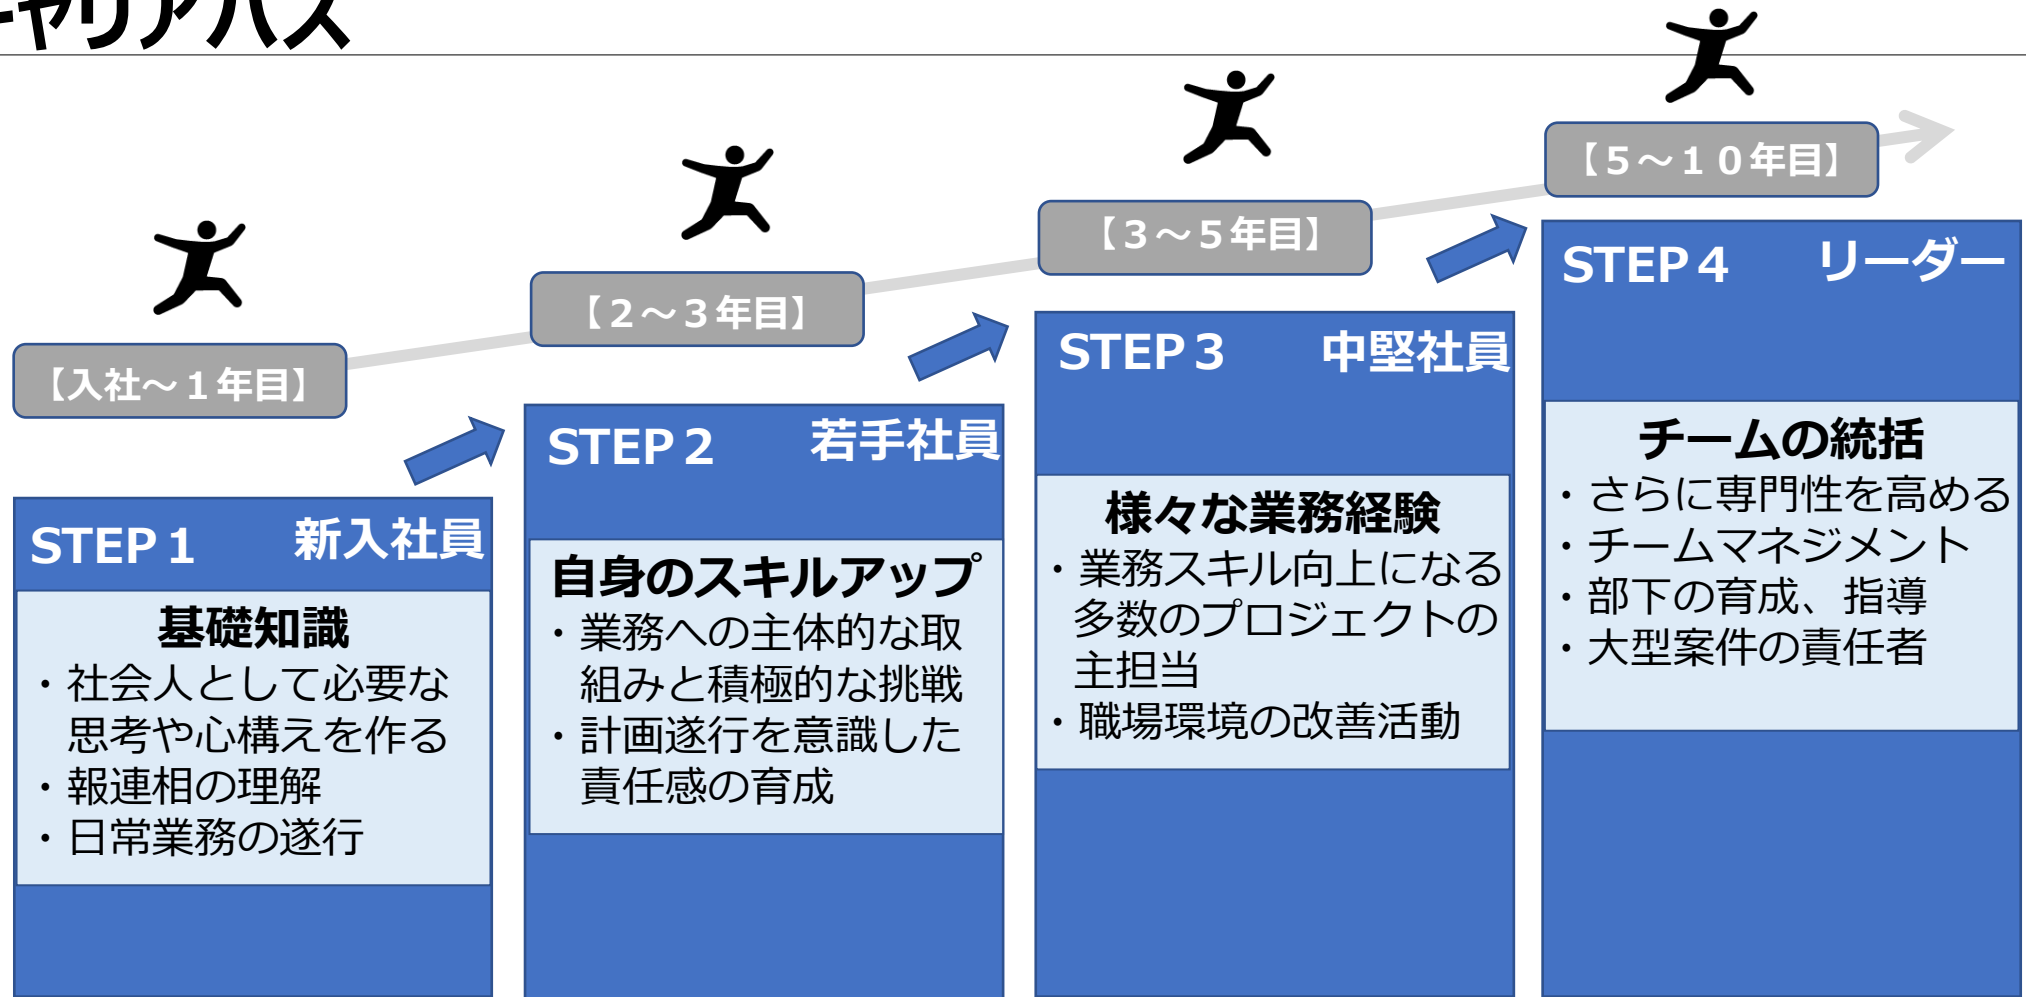 キャリアパス
【入社～１年目】
STEP１ 新入社員
基礎知識
・社会人として必要な
思考や心構えを作る
・報連相の理解
・日常業務の遂行
【２～３年目】
STEP２ 若手社員
自身のスキルアップ
・業務への主体的な取
組みと積極的な挑戦
・計画遂行を意識した
責任感の育成
【３～５年目】
STEP３ 中堅社員
様々な業務経験
・業務スキル向上になる
多数のプロジェクトの
主担当
・職場環境の改善活動
【５～１０年目】
STEP４ リーダー
チームの統括
・さらに専門性を高める
・チームマネジメント
・部下の育成、指導
・大型案件の責任者